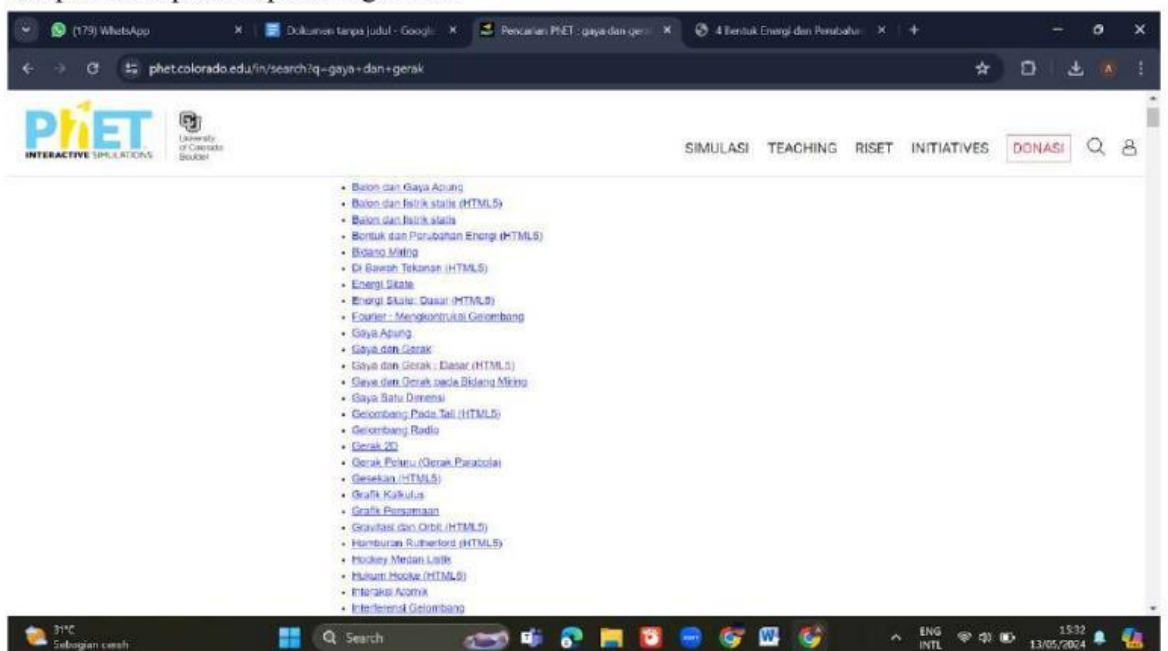 (179) WhatsApp
Dokumen tanpa judul - Googl
Pencarian PhET : gaya dan ger
4 Bentuk Energi dan Perubaha
phet.colorado.edu/in/search?q=gaya+dan+gerak
PhET
INTERACTIVE SIMULATIONS
University
of Colorado
Boulder
SIMULASI TEACHING RISET INITIATIVES DONASI
Balon dan Gaya Apung
Balon dan listrik statis (HTML5)
Balon dan listrik statis
Bentuk dan Perubahan Energi (HTML5)
Bidang Miring
Di Bawah Tekanan (HTML5)
Energi Skate
Energi Skate: Dasar (HTML5)
Fourier : Mengkontruksi Gelombang
Gaya Apung
Gaya dan Gerak
Gaya dan Gerak : Dasar (HTML5)
Gaya dan Gerak pada Bidang Miring
Gaya Satu Dimensi
Gelombang Pada Tali (HTML5)
Gelombang Radio
Gerak 2D
Gerak Peluru (Gerak Parabola)
Gesekan (HTML5)
Grafik Kalkulus
Grafik Persamaan
Gravitasi dan Orbit (HTML5)
Hamburan Rutherford (HTML5)
Hockey Medan Listik
Hukum Hooke (HTML5)
Interaksi Atomik
Interferensi Gelombang
31°C
Sebagian cerah
Search
ENG
INTL
15:32
13/05/2024